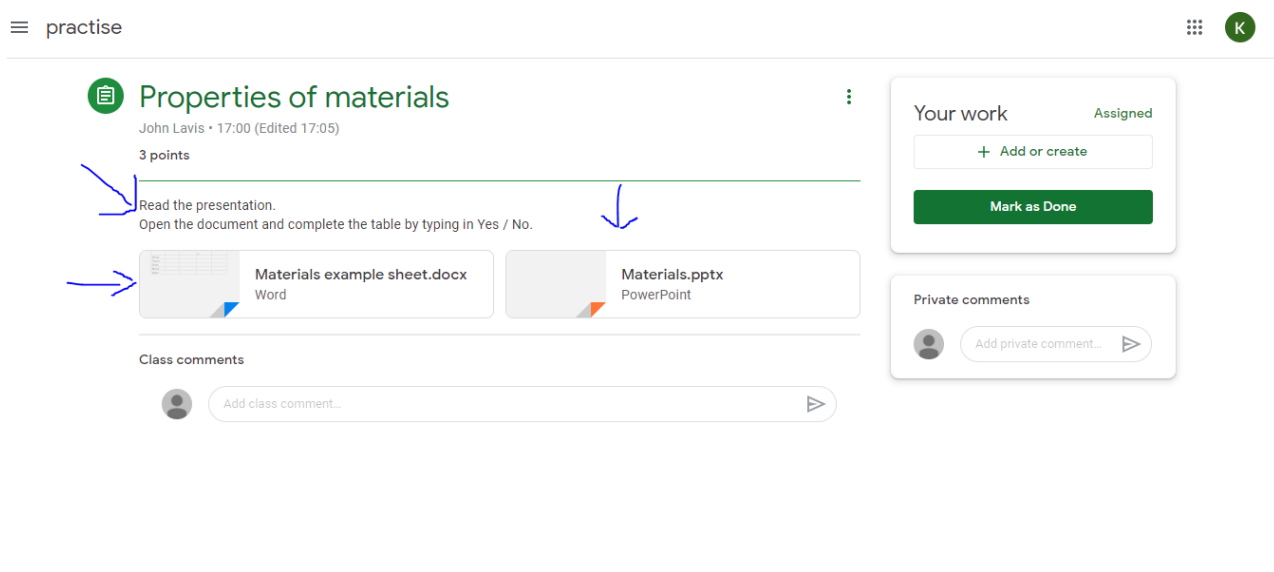 practise
K
Properties of materials
John Lavis • 17:00 (Edited 17:05)
3 points
Read the presentation.
Open the document and complete the table by typing in Yes / No.
Materials example sheet.docx
Word
Materials.pptx
PowerPoint
Class comments
Add class comment...
Your work
Assigned
+ Add or create
Mark as Done
Private comments
Add private comment...